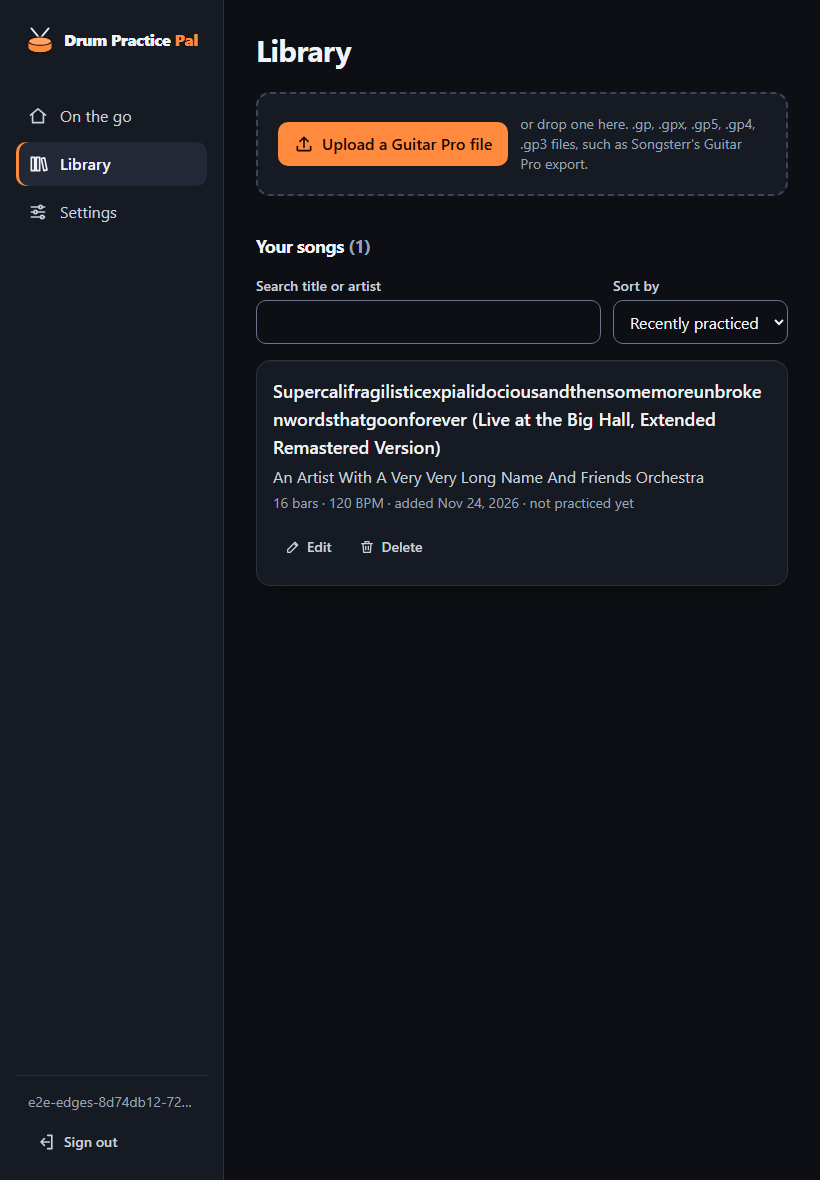 Drum Practice Pal
On the go
Library
Settings
e2e-edges-8d74db12-72...
Sign out
Library
Upload a Guitar Pro file
or drop one here. .gp, .gpx, .gp5, .gp4,
.gp3 files, such as Songsterr's Guitar
Pro export.
Your songs (1)
Search title or artist
Sort by
Recently practiced
Supercalifragilisticexpialidociousandthensomemoreunbroke
nwordsthatgoonforever (Live at the Big Hall, Extended
Remastered Version)
An Artist With A Very Very Long Name And Friends Orchestra
16 bars · 120 BPM · added Nov 24, 2026 · not practiced yet
Edit
Delete